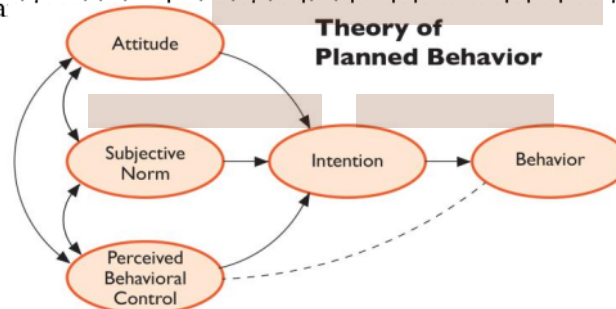 a
Theory of
Planned Behavior
Attitude
Subjective
Norm
Intention
Behavior
Perceived
Behavioral
Control